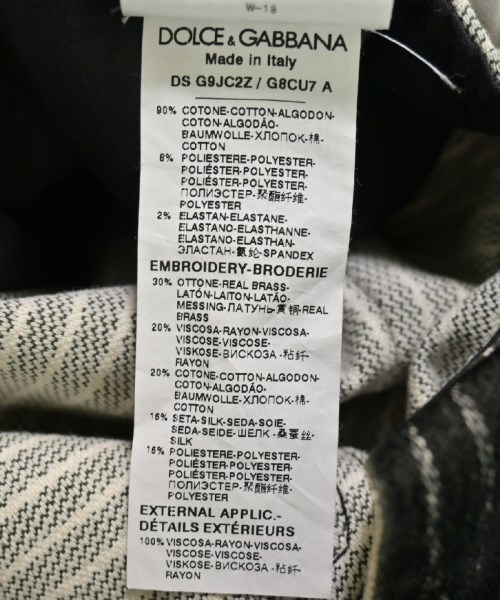 W-18
DOLCE & GABBANA
Made in Italy
DS G9JC2Z / G8CU7 A
90% COTONE-COTTON-ALGODON-
COTON-ALGODÃO-
BAUMWOLLE-ХЛОПОК-棉-
COTTON
8% POLIESTERE-POLYESTER-
POLIÉSTER-POLYESTER-
POLIÉSTER-POLYESTER-
ПОЛИЭСТЕР-聚酯纤维-
POLYESTER
2% ELASTAN-ELASTANE-
ELASTANO-ELASTHANNE-
ELASTANO-ELASTHAN-
ЭЛАСТАН-氨纶-SPANDEX
EMBROIDERY-BRODERIE
30% OTTONE-REAL BRASS-
LATÓN-LAITON-LATÃO-
MESSING-ЛАТУНЬ-黄铜-REAL
BRASS
20% VISCOSA-RAYON-VISCOSA-
VISCOSE-VISCOSE-
VISKOSE-ВИСКОЗА-粘纤-
RAYON
20% COTONE-COTTON-ALGODON-
COTON-ALGODÃO-
BAUMWOLLE-ХЛОПОК-棉-
COTTON
15% SETA-SILK-SEDA-SOIE-
SEDA-SEIDE-ШЕЛК-桑蚕丝-
SILK
15% POLIESTERE-POLYESTER-
POLIÉSTER-POLYESTER-
POLIÉSTER-POLYESTER-
ПОЛИЭСТЕР-聚酯纤维-
POLYESTER
EXTERNAL APPLIC.-
DÉTAILS EXTÉRIEURS
100% VISCOSA-RAYON-VISCOSA-
VISCOSE-VISCOSE-
VISKOSE-ВИСКОЗА-粘纤-
RAYON